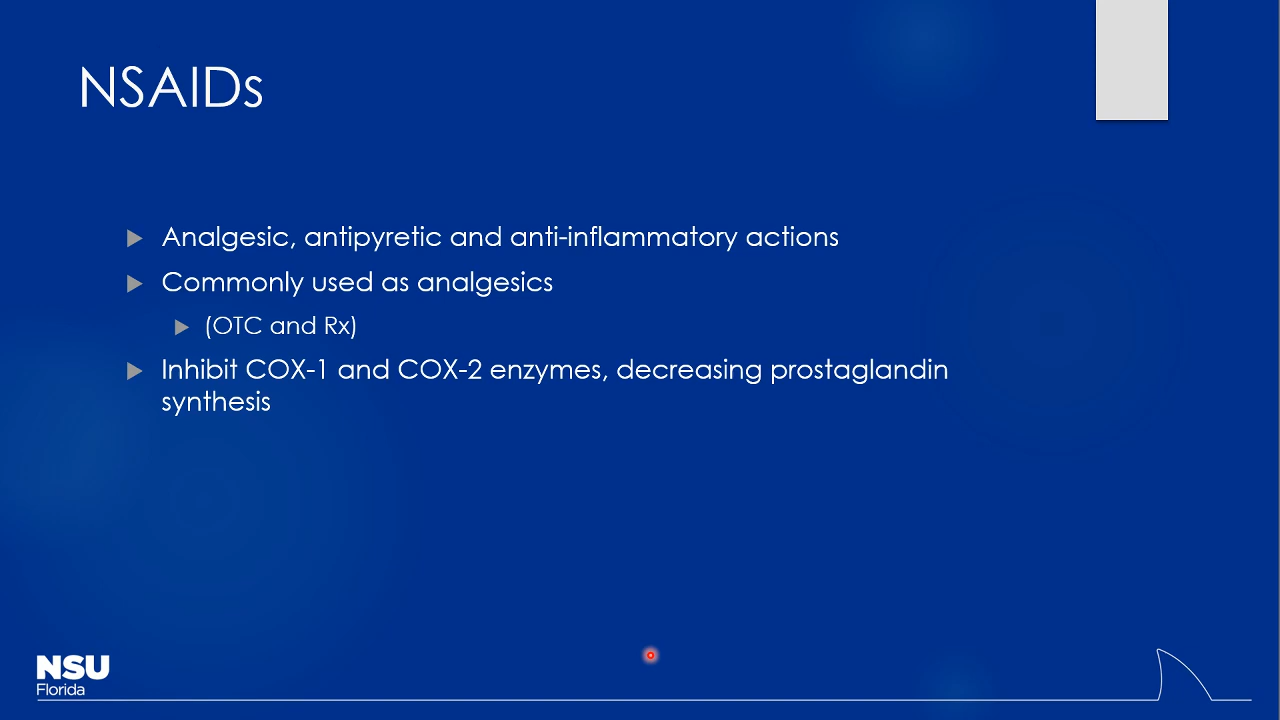 NSAIDs
Analgesic, antipyretic and anti-inflammatory actions
Commonly used as analgesics
(OTC and Rx)
Inhibit COX-1 and COX-2 enzymes, decreasing prostaglandin
synthesis
NSU
Florida